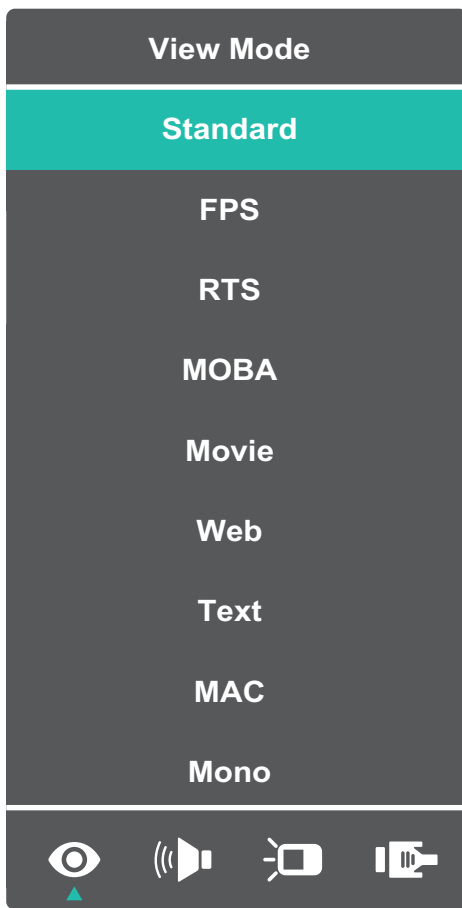 View Mode
Standard
FPS
RTS
MOBA
Movie
Web
Text
MAC
Mono